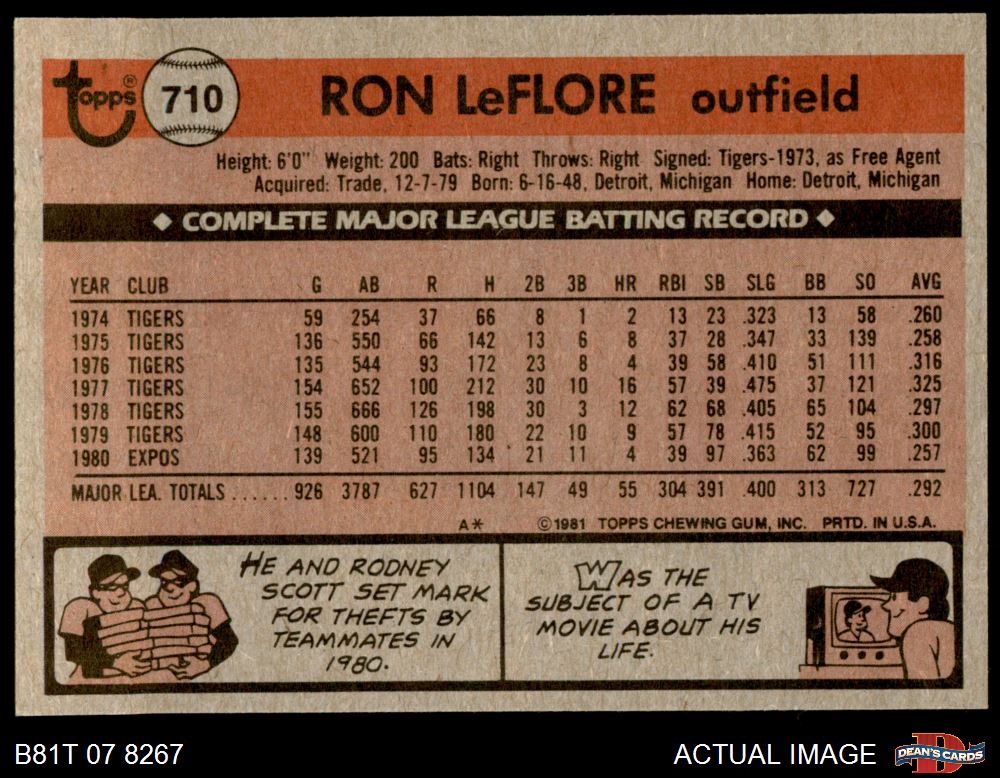 Topps® 710 RON LeFLORE outfield
Height: 6'0" Weight: 200 Bats: Right Throws: Right Signed: Tigers-1973, as Free Agent
Acquired: Trade, 12-7-79 Born: 6-16-48, Detroit, Michigan Home: Detroit, Michigan
◆ COMPLETE MAJOR LEAGUE BATTING RECORD ◆
YEAR CLUB G AB R H 2B 3B HR RBI SB SLG BB SO AVG
1974 TIGERS 59 254 37 66 8 1 2 13 23 .323 13 58 .260
1975 TIGERS 136 550 66 142 13 6 8 37 28 .347 33 139 .258
1976 TIGERS 135 544 93 172 23 8 4 39 58 .410 51 111 .316
1977 TIGERS 154 652 100 212 30 10 16 57 39 .475 37 121 .325
1978 TIGERS 155 666 126 198 30 3 12 62 68 .405 65 104 .297
1979 TIGERS 148 600 110 180 22 10 9 57 78 .415 52 95 .300
1980 EXPOS 139 521 95 134 21 11 4 39 97 .363 62 99 .257
MAJOR LEA. TOTALS ...... 926 3787 627 1104 147 49 55 304 391 .400 313 727 .292
A* ©1981 TOPPS CHEWING GUM, INC. PRTD. IN U.S.A.
HE AND RODNEY
SCOTT SET MARK
FOR THEFTS BY
TEAMMATES IN
1980.
WAS THE
SUBJECT OF A TV
MOVIE ABOUT HIS
LIFE.
B81T 07 8267 ACTUAL IMAGE DEAN'S CARDS